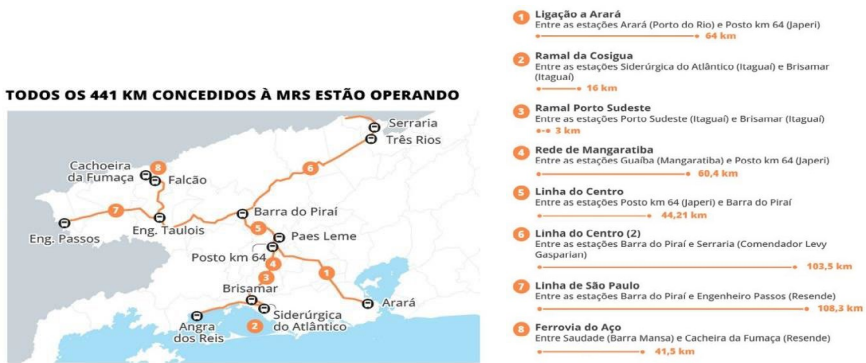 TODOS OS 441 KM CONCEDIDOS À MRS ESTÃO OPERANDO
Serraria
Três Rios
Cachoeira
da Fumaça
8
Falcão
6
7
Eng. Passos
Eng. Taulois
Barra do Piraí
5
Paes Leme
Posto km 64
4
3
1
Brisamar
Angra
dos Reis
2
Siderúrgica
do Atlântico
Arará
1 Ligação a Arará
Entre as estações Arará (Porto do Rio) e Posto km 64 (Japeri)
64 km
2 Ramal da Cosigua
Entre as estações Siderúrgica do Atlântico (Itaguaí) e Brisamar
(Itaguaí)
16 km
3 Ramal Porto Sudeste
Entre as estações Porto Sudeste (Itaguaí) e Brisamar (Itaguaí)
3 km
4 Rede de Mangaratiba
Entre as estações Guaíba (Mangaratiba) e Posto km 64 (Japeri)
60,4 km
5 Linha do Centro
Entre as estações Posto km 64 (Japeri) e Barra do Piraí
44,21 km
6 Linha do Centro (2)
Entre as estações Barra do Piraí e Serraria (Comendador Levy
Gasparian)
103,5 km
7 Linha de São Paulo
Entre as estações Barra do Piraí e Engenheiro Passos (Resende)
108,3 km
8 Ferrovia do Aço
Entre Saudade (Barra Mansa) e Cacheira da Fumaça (Resende)
41,5 km